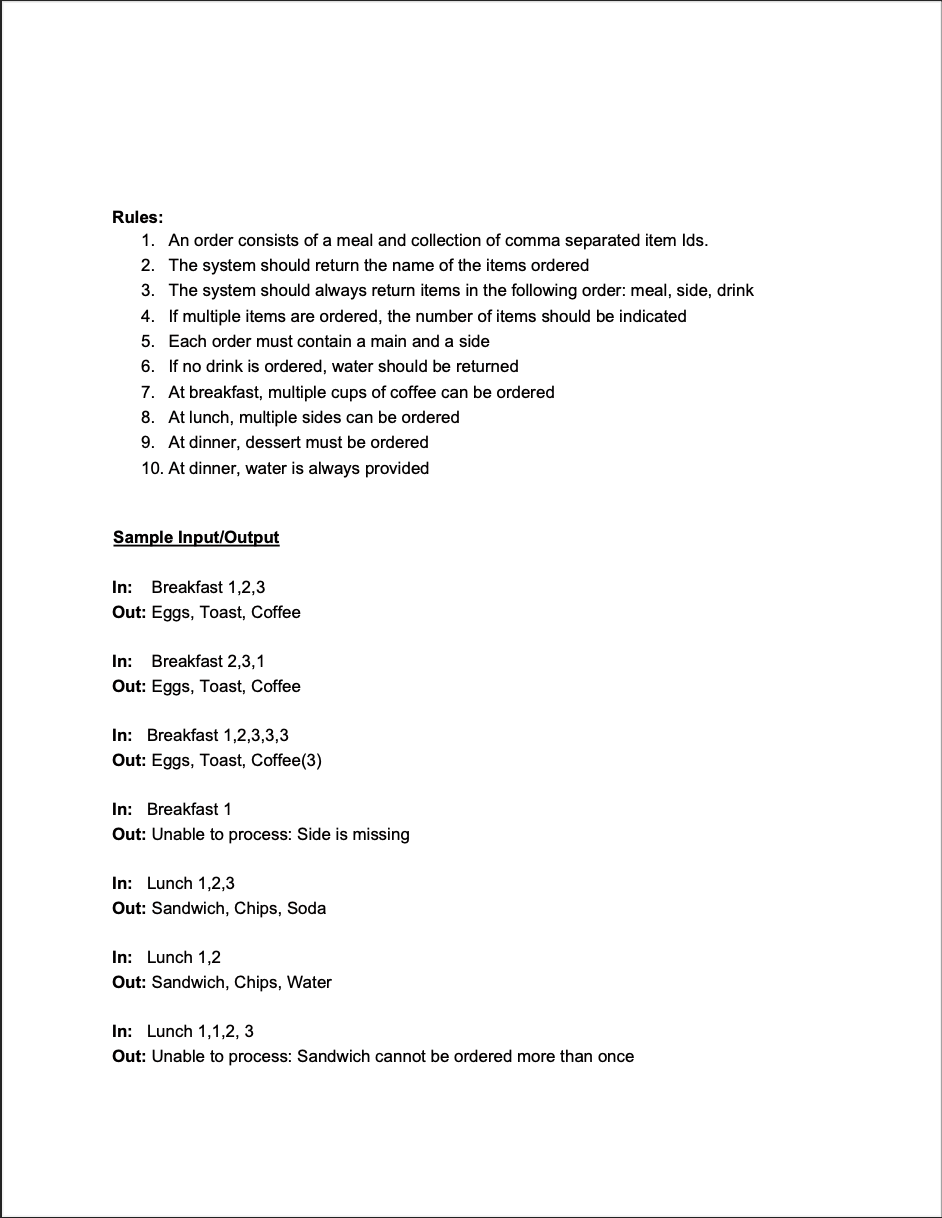 Rules:
1. An order consists of a meal and collection of comma separated item Ids.
2. The system should return the name of the items ordered
3. The system should always return items in the following order: meal, side, drink
4. If multiple items are ordered, the number of items should be indicated
5. Each order must contain a main and a side
6. If no drink is ordered, water should be returned
7. At breakfast, multiple cups of coffee can be ordered
8. At lunch, multiple sides can be ordered
9. At dinner, dessert must be ordered
10. At dinner, water is always provided
Sample Input/Output
In: Breakfast 1,2,3
Out: Eggs, Toast, Coffee
In: Breakfast 2,3,1
Out: Eggs, Toast, Coffee
In: Breakfast 1,2,3,3,3
Out: Eggs, Toast, Coffee(3)
In: Breakfast 1
Out: Unable to process: Side is missing
In: Lunch 1,2,3
Out: Sandwich, Chips, Soda
In: Lunch 1,2
Out: Sandwich, Chips, Water
In: Lunch 1,1,2, 3
Out: Unable to process: Sandwich cannot be ordered more than once